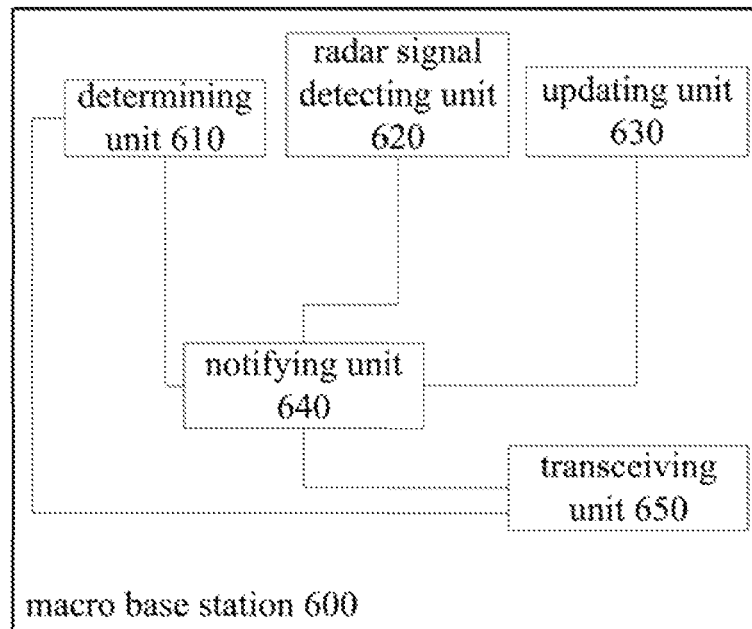 determining
unit 610
radar signal
detecting unit
620
updating unit
630
notifying unit
640
transceiving
unit 650
macro base station 600